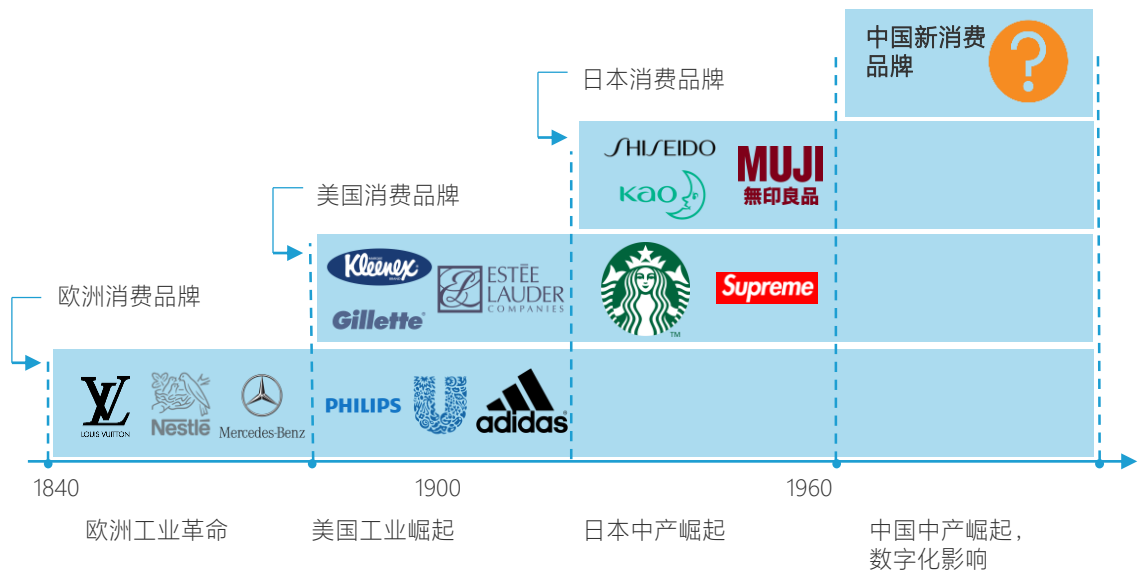 中国新消费
品牌
?
日本消费品牌
SHISEIDO
Kao
MUJI
無印良品
美国消费品牌
Kleenex
ESTĒE
LAUDER
COMPANIES
Gillette®
TM
Supreme
欧洲消费品牌
LV
LOUIS VUITTON
Nestlé
Mercedes-Benz
PHILIPS
adidas®
1840
1900
1960
欧洲工业革命
美国工业崛起
日本中产崛起
中国中产崛起，
数字化影响